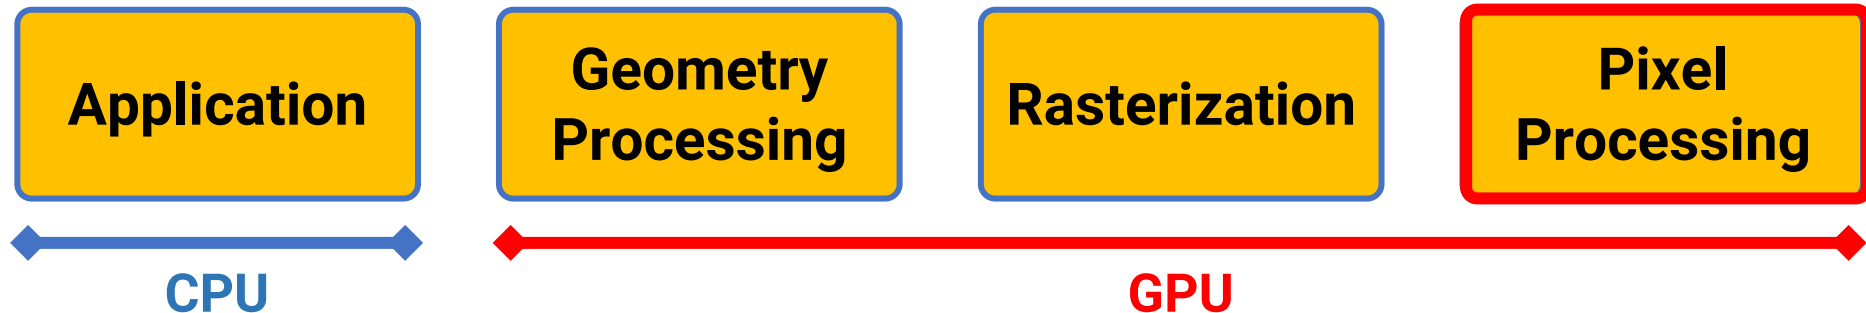 Application
Geometry
Processing
Rasterization
Pixel
Processing
CPU
GPU